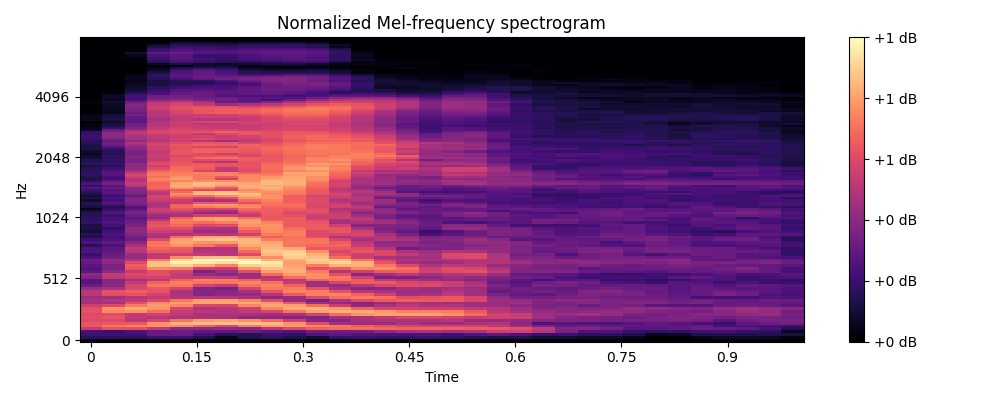 Normalized Mel-frequency spectrogram
+1 dB
4096
+1 dB
2048
+1 dB
Hz
1024
+0 dB
512
+0 dB
0
+0 dB
0 0.15 0.3 0.45 0.6 0.75 0.9
Time